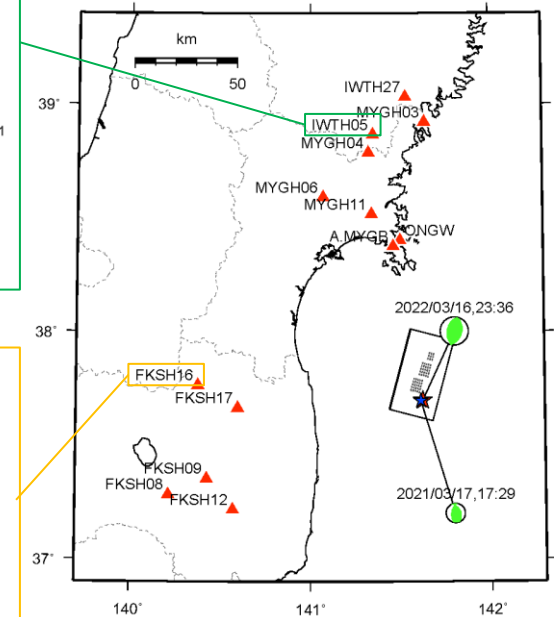 km
0 50
39°
IWTH27
MYGH03
IWTH05
MYGH04
MYGH06
MYGH11
A.MYGB
ONGW
2022/03/16,23:36
38°
FKSH16
FKSH17
FKSH09
FKSH08
FKSH12
2021/03/17,17:29
37°
140° 141° 142°
1